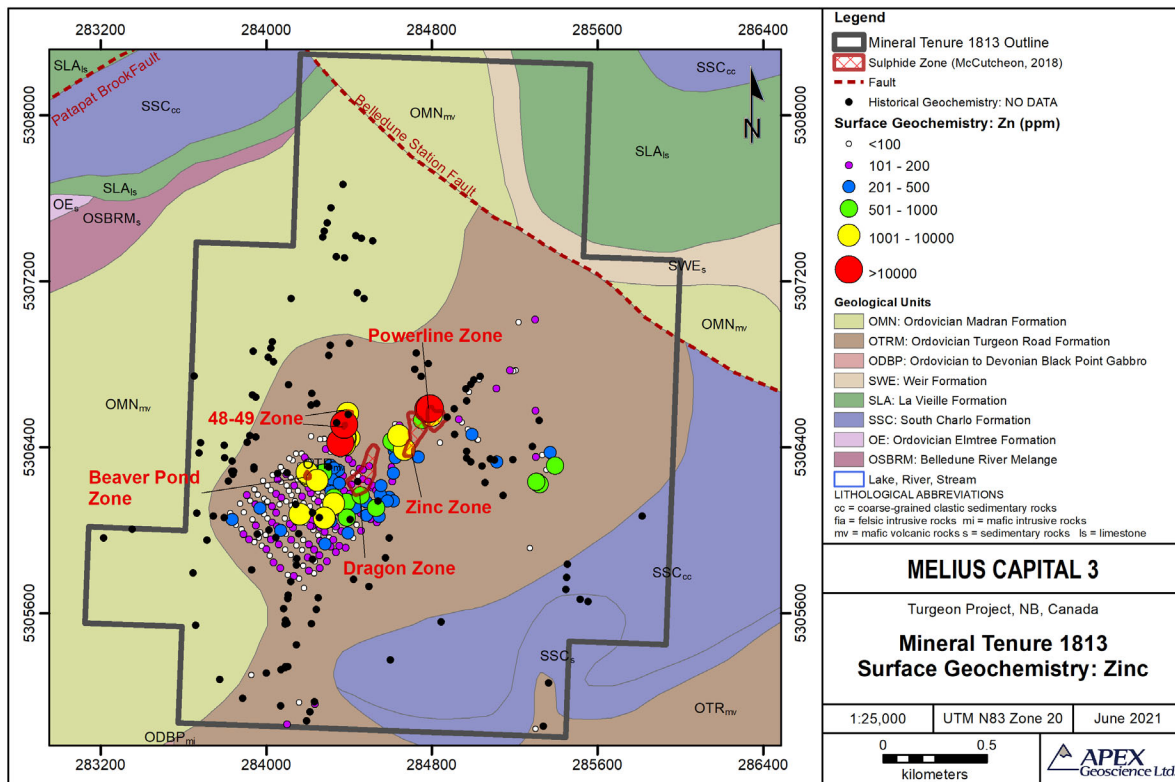 283200
284000
284800
285600
286400
5308000
5307200
5306400
5305600
5308000
5307200
5306400
5305600
283200
284000
284800
285600
286400
SLAls
Patapat Brook Fault
SSCcc
OMNmv
Belledune Station Fault
SSCcc
SLAls
SLAls
OEs
OSBRMs
SWEs
OMNmv
Powerline Zone
OMNmv
48-49 Zone
Beaver Pond
Zone
Zinc Zone
Dragon Zone
SSCcc
SSCs
OTRmv
ODBPmi
N
Legend
Mineral Tenure 1813 Outline
Sulphide Zone (McCutcheon, 2018)
Fault
Historical Geochemistry: NO DATA
Surface Geochemistry: Zn (ppm)
<100
101 - 200
201 - 500
501 - 1000
1001 - 10000
>10000
Geological Units
OMN: Ordovician Madran Formation
OTRM: Ordovician Turgeon Road Formation
ODBP: Ordovician to Devonian Black Point Gabbro
SWE: Weir Formation
SLA: La Vieille Formation
SSC: South Charlo Formation
OE: Ordovician Elmtree Formation
OSBRM: Belledune River Melange
Lake, River, Stream
LITHOLOGICAL ABBREVIATIONS
cc = coarse-grained clastic sedimentary rocks
fia = felsic intrusive rocks mi = mafic intrusive rocks
mv = mafic volcanic rocks s = sedimentary rocks ls = limestone
MELIUS CAPITAL 3
Turgeon Project, NB, Canada
Mineral Tenure 1813
Surface Geochemistry: Zinc
1:25,000
UTM N83 Zone 20
June 2021
0 0.5
kilometers
APEX
Geoscience Ltd